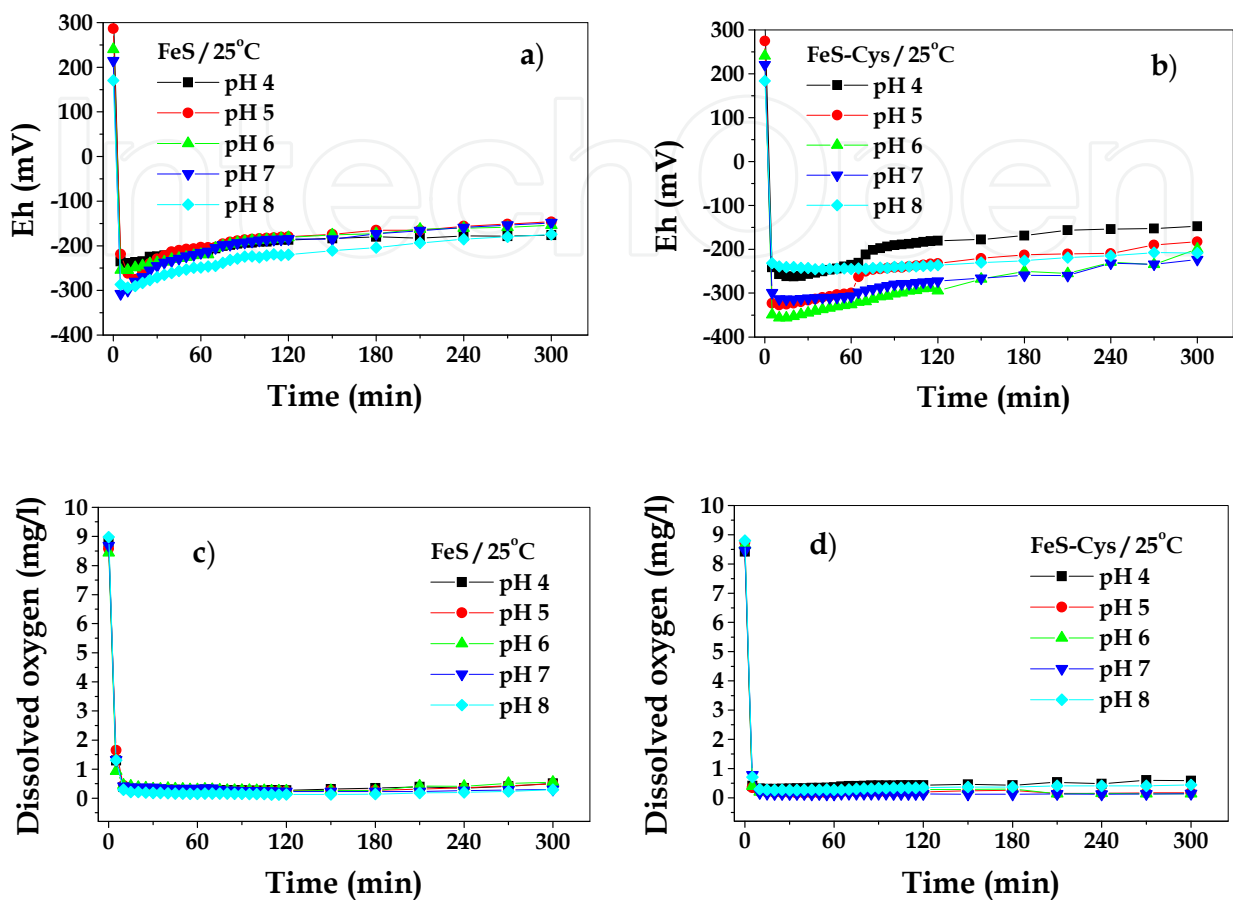 300
200
100
0
-100
-200
-300
-400
Eh (mV)
FeS / 25°C
a)
pH 4
pH 5
pH 6
pH 7
pH 8
0 60 120 180 240 300
Time (min)
300
200
100
0
-100
-200
-300
-400
Eh (mV)
FeS-Cys / 25°C
b)
pH 4
pH 5
pH 6
pH 7
pH 8
0 60 120 180 240 300
Time (min)
IntechOpen
10
9
8
7
6
5
4
3
2
1
0
Dissolved oxygen (mg/l)
c)
FeS / 25°C
pH 4
pH 5
pH 6
pH 7
pH 8
0 60 120 180 240 300
Time (min)
10
9
8
7
6
5
4
3
2
1
0
Dissolved oxygen (mg/l)
d)
FeS-Cys / 25°C
pH 4
pH 5
pH 6
pH 7
pH 8
0 60 120 180 240 300
Time (min)